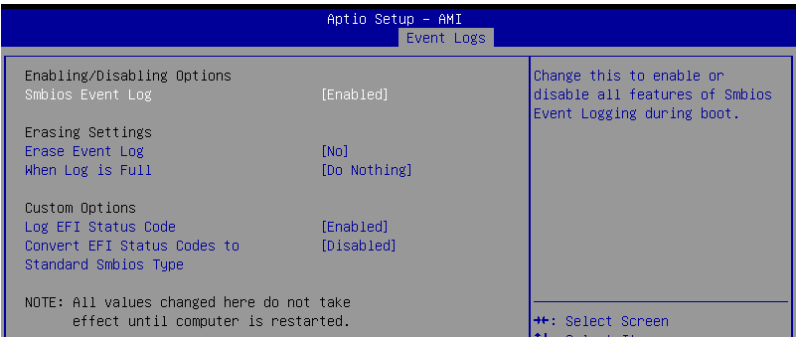 Aptio Setup – AMI
Event Logs
Enabling/Disabling Options
Smbios Event Log [Enabled]
Erasing Settings
Erase Event Log [No]
When Log is Full [Do Nothing]
Custom Options
Log EFI Status Code [Enabled]
Convert EFI Status Codes to [Disabled]
Standard Smbios Type
NOTE: All values changed here do not take
effect until computer is restarted.
Change this to enable or
disable all features of Smbios
Event Logging during boot.
→←: Select Screen